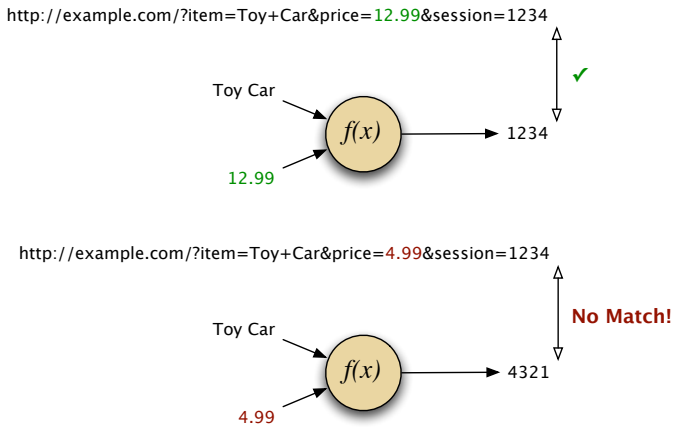 http://example.com/?item=Toy+Car&price=12.99&session=1234
✓
Toy Car
f(x)
1234
12.99
http://example.com/?item=Toy+Car&price=4.99&session=1234
No Match!
Toy Car
f(x)
4321
4.99